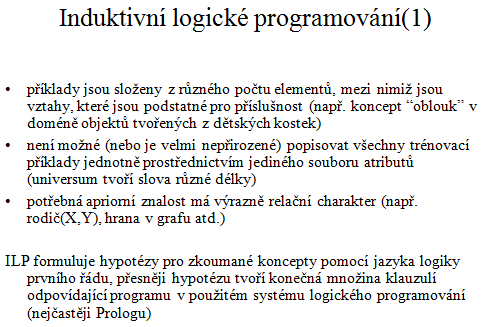 Induktivní logické programování(1)
• příklady jsou složeny z různého počtu elementů, mezi nimiž jsou
vztahy, které jsou podstatné pro příslušnost (např. koncept “oblouk” v
doméně objektů tvořených z dětských kostek)
• není možné (nebo je velmi nepřirozené) popisovat všechny trénovací
příklady jednotně prostřednictvím jediného souboru atributů
(universum tvoří slova různé délky)
• potřebná apriorní znalost má výrazně relační charakter (např.
rodič(X,Y), hrana v grafu atd.)
ILP formuluje hypotézy pro zkoumané koncepty pomocí jazyka logiky
prvního řádu, přesněji hypotézu tvoří konečná množina klauzulí
odpovídající programu v použitém systému logického programování
(nejčastěji Prologu)